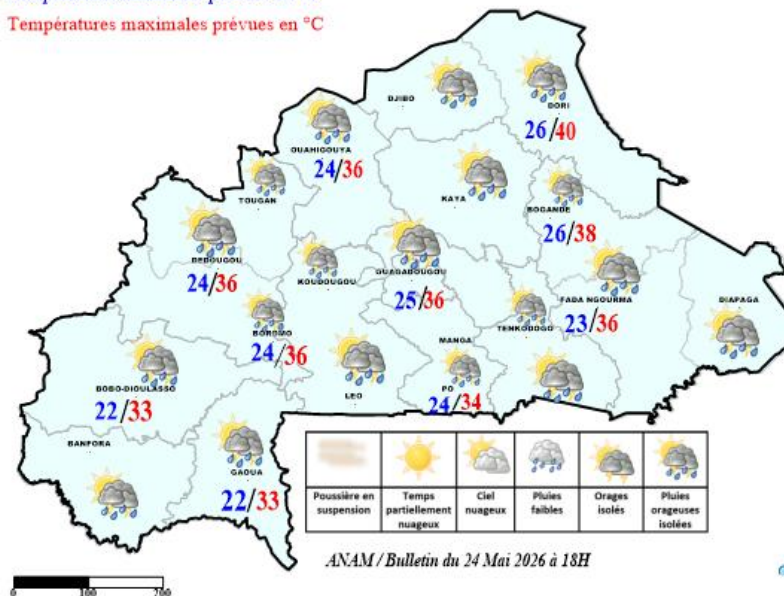 Températures maximales prévues en °C
DJIBO
DORI
26/40
OUAHIGOUYA
24/36
TOUGAN
KAYA
BOGANDE
26/38
DEDOUGOU
24/36
KOUDOUGOU
OUAGADOUGOU
25/36
FADA NGOURMA
23/36
DIAPAGA
BOROMO
24/36
TENKODOGO
MANGA
BOBO-DIOULASSO
22/33
LEO
PO
24/34
BANFORA
GAOUA
22/33
Poussière en
suspension
Temps
partiellement
nuageux
Ciel
nuageux
Pluies
faibles
Orages
isolés
Pluies
orageuses
isolées
ANAM / Bulletin du 24 Mai 2026 à 18H
0 100 200